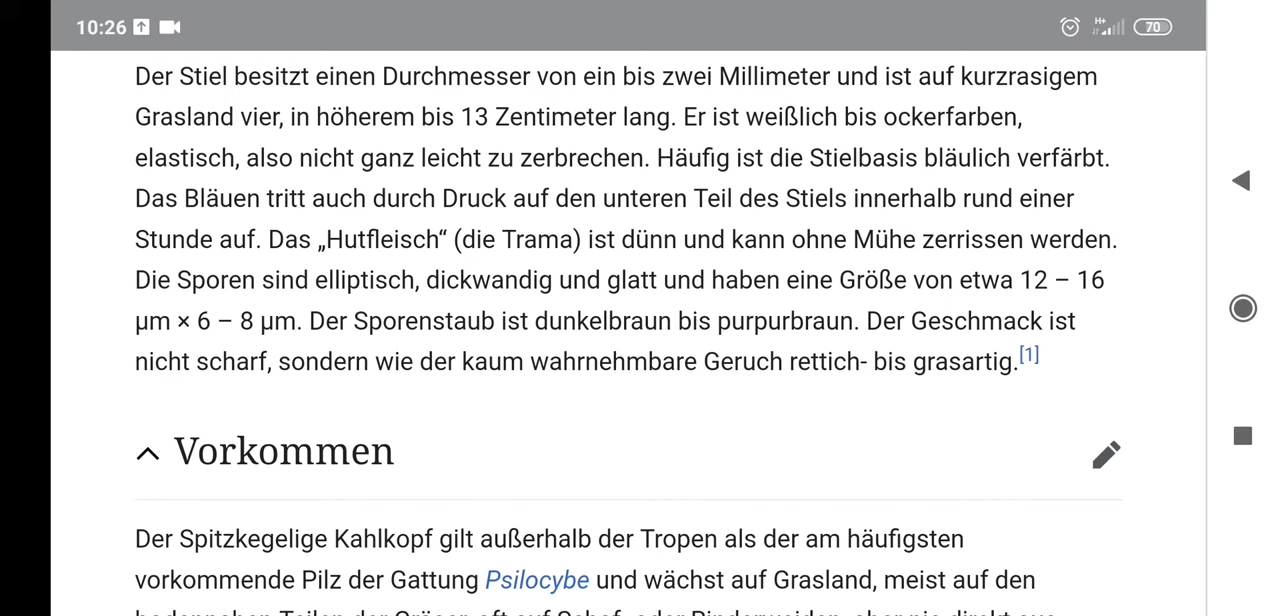 10:26
H+
70
Der Stiel besitzt einen Durchmesser von ein bis zwei Millimeter und ist auf kurzrasigem
Grasland vier, in höherem bis 13 Zentimeter lang. Er ist weißlich bis ockerfarben,
elastisch, also nicht ganz leicht zu zerbrechen. Häufig ist die Stielbasis bläulich verfärbt.
Das Bläuen tritt auch durch Druck auf den unteren Teil des Stiels innerhalb rund einer
Stunde auf. Das „Hutfleisch“ (die Trama) ist dünn und kann ohne Mühe zerrissen werden.
Die Sporen sind elliptisch, dickwandig und glatt und haben eine Größe von etwa 12 – 16
µm × 6 – 8 µm. Der Sporenstaub ist dunkelbraun bis purpurbraun. Der Geschmack ist
nicht scharf, sondern wie der kaum wahrnehmbare Geruch rettich- bis grasartig.[1]
Vorkommen
Der Spitzkegelige Kahlkopf gilt außerhalb der Tropen als der am häufigsten
vorkommende Pilz der Gattung Psilocybe und wächst auf Grasland, meist auf den